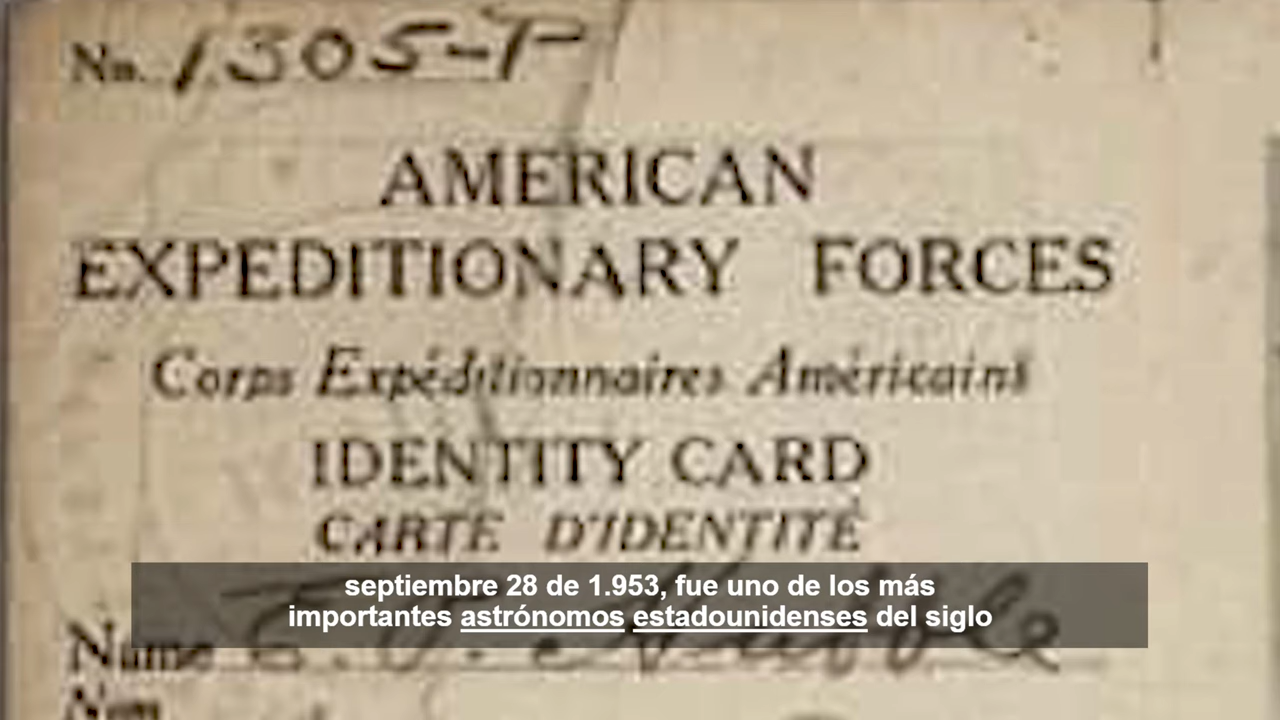 No. 1305-T
AMERICAN
EXPEDITIONARY FORCES
Corps Expéditionnaires Américains
IDENTITY CARD
CARTE D'IDENTITÉ
septiembre 28 de 1.953, fue uno de los más
importantes astrónomos estadounidenses del siglo
Name E.
Nom